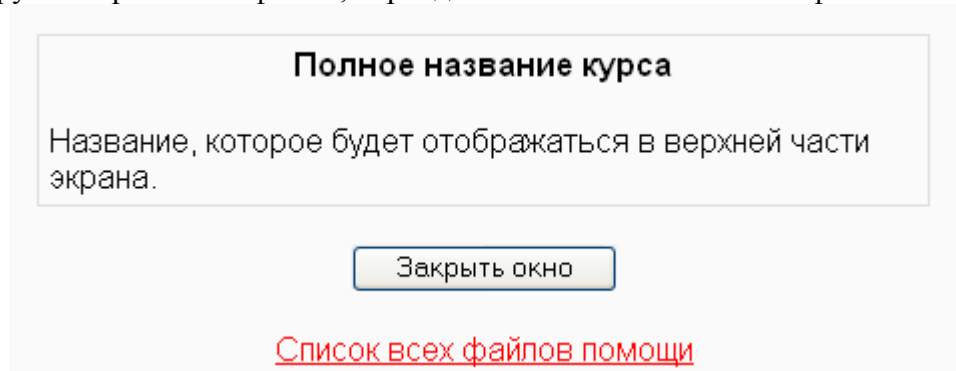 Полное название курса
Название, которое будет отображаться в верхней части
экрана.
Закрыть окно
Список всех файлов помощи